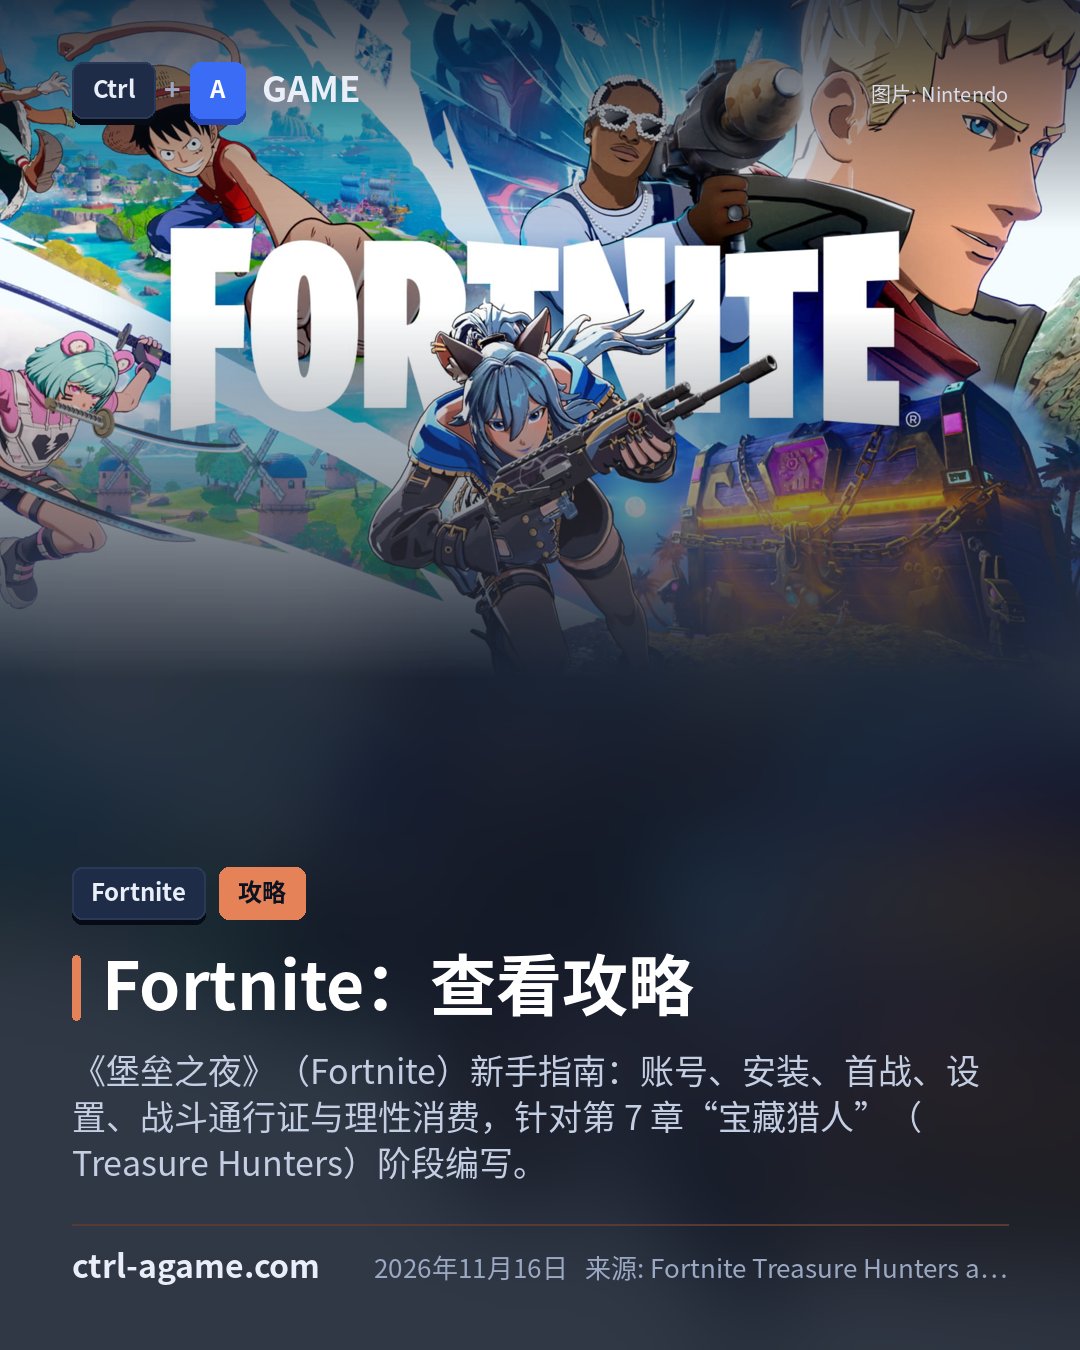 Ctrl + A GAME
图片: Nintendo
FORTNITE
®
Fortnite 攻略
Fortnite：查看攻略
《堡垒之夜》（Fortnite）新手指南：账号、安装、首战、设
置、战斗通行证与理性消费，针对第 7 章“宝藏猎人”（
Treasure Hunters）阶段编写。
ctrl-agame.com 2026年11月16日 来源: Fortnite Treasure Hunters a…